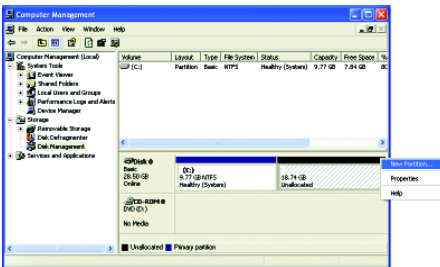 Computer Management
File Action View Window Help
Computer Management (Local)
System Tools
Event Viewer
Shared Folders
Local Users and Groups
Performance Logs and Alerts
Device Manager
Storage
Removable Storage
Disk Defragmenter
Disk Management
Services and Applications
Volume Layout Type File System Status Capacity Free Space %
(C:) Partition Basic NTFS Healthy (System) 9.77 GB 7.84 GB 80
Disk 0
Basic
28.50 GB
Online
(C:)
9.77 GB NTFS
Healthy (System)
18.74 GB
Unallocated
CD-ROM 0
DVD (D:)
No Media
Unallocated Primary partition
New Partition...
Properties
Help